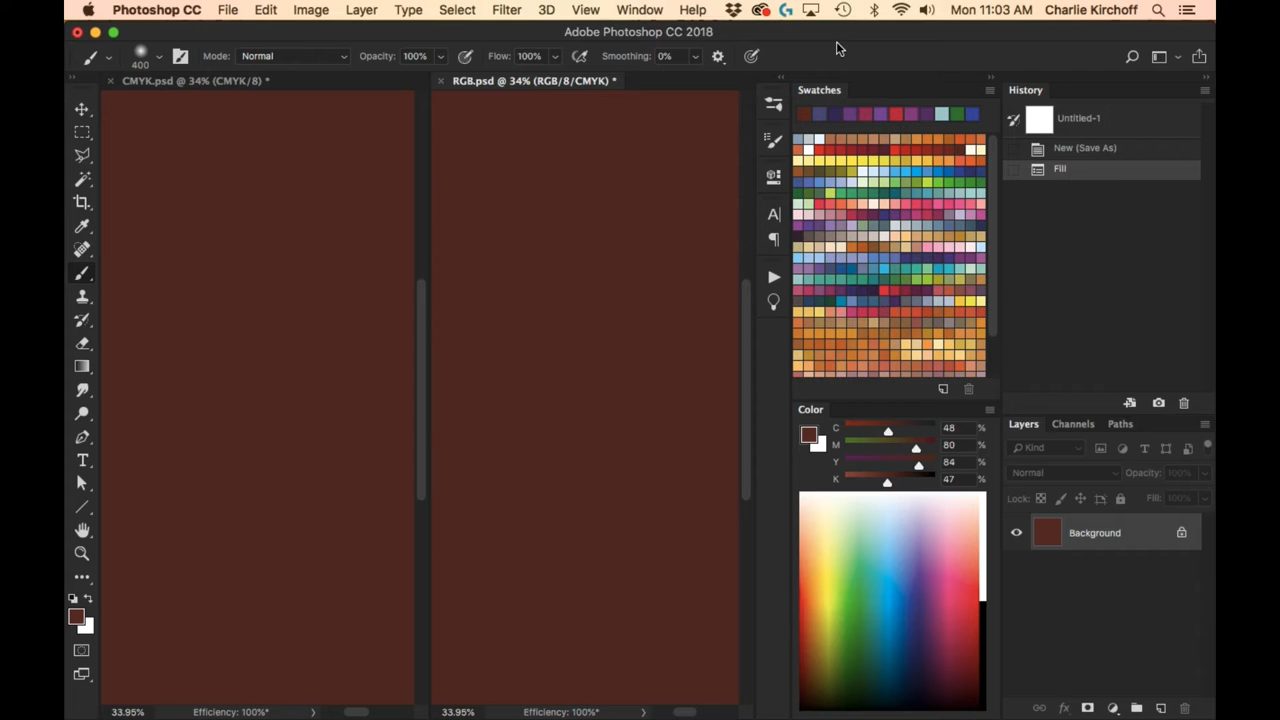 Photoshop CC File Edit Image Layer Type Select Filter 3D View Window Help Mon 11:03 AM Charlie Kirchoff
Adobe Photoshop CC 2018
400 Mode: Normal Opacity: 100% Flow: 100% Smoothing: 0%
CMYK.psd @ 34% (CMYK/8) * RGB.psd @ 34% (RGB/8/CMYK) *
Swatches
History
Untitled-1
New (Save As)
Fill
Color
C 48 %
M 80 %
Y 84 %
K 47 %
Layers Channels Paths
Kind
Normal Opacity: 100%
Lock: Fill: 100%
Background
33.95% Efficiency: 100%* 33.95% Efficiency: 100%*